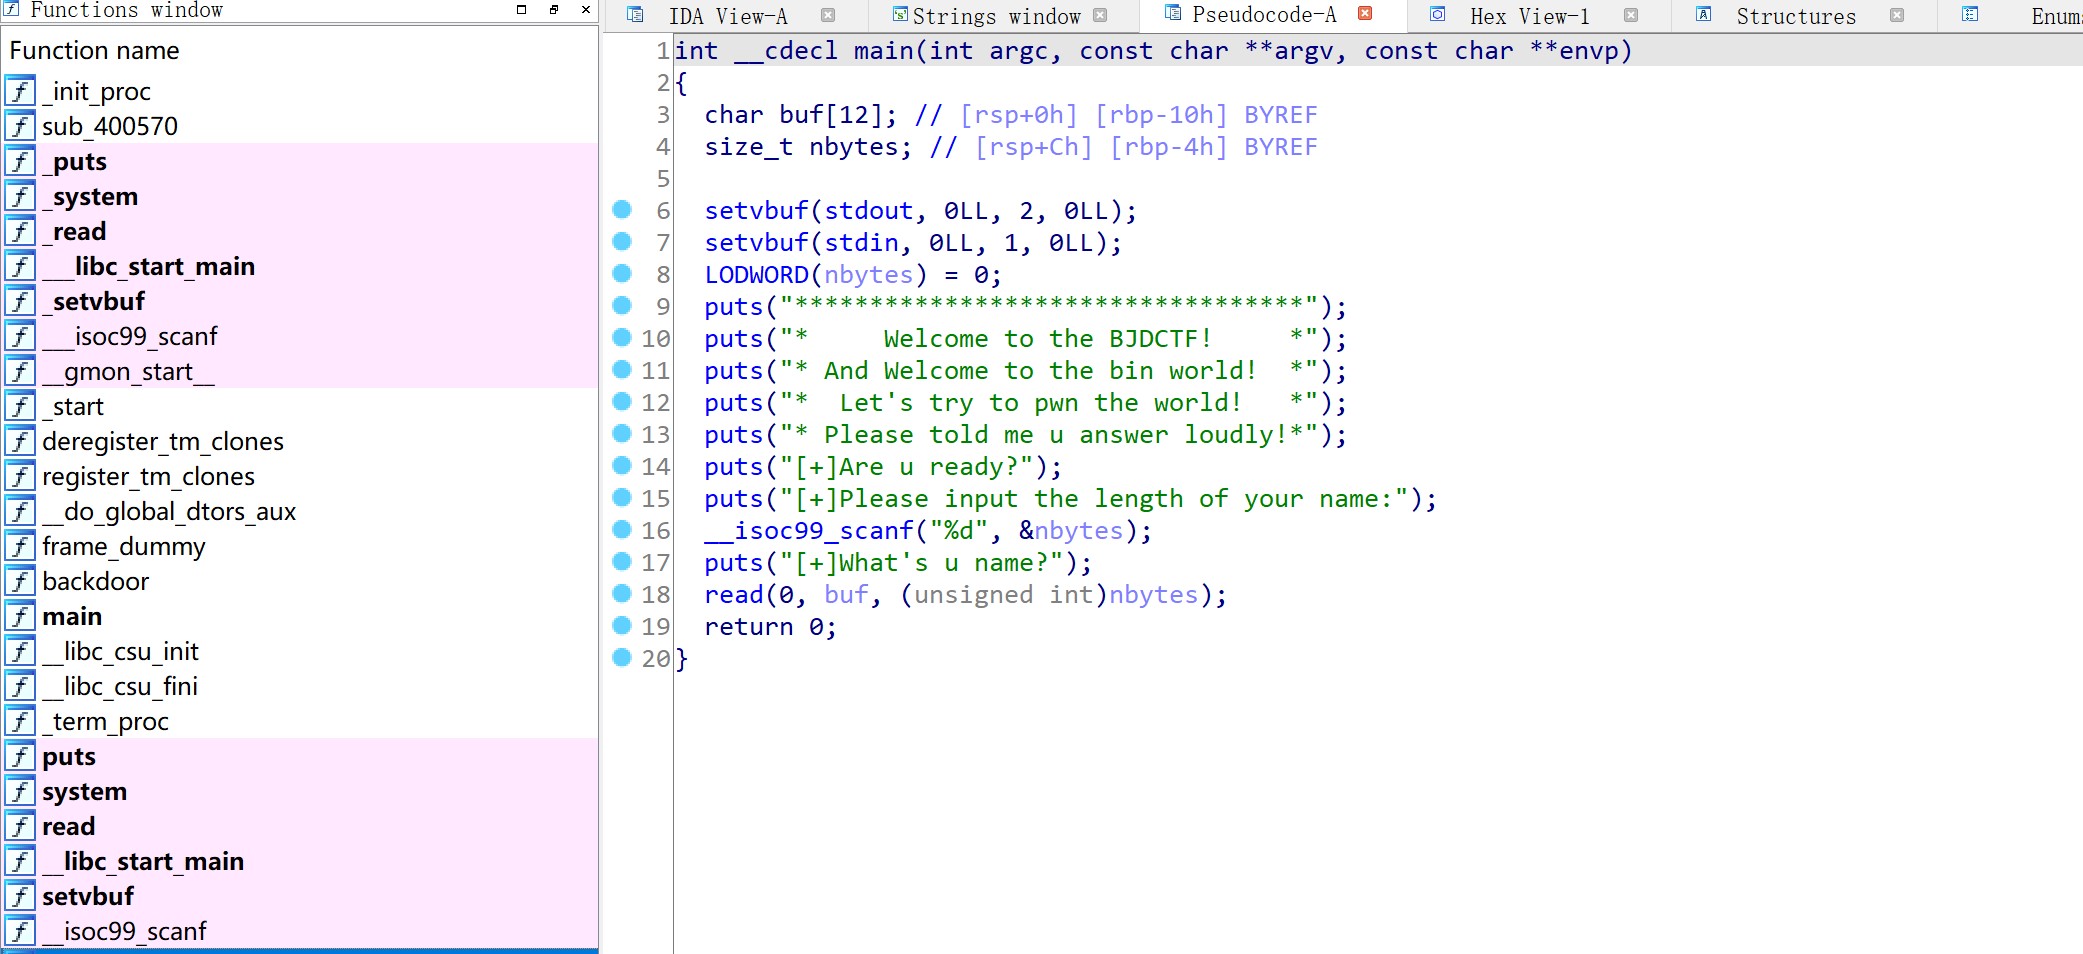 Functions window
Function name
_init_proc
sub_400570
_puts
_system
_read
___libc_start_main
_setvbuf
___isoc99_scanf
__gmon_start__
_start
deregister_tm_clones
register_tm_clones
__do_global_dtors_aux
frame_dummy
backdoor
main
__libc_csu_init
__libc_csu_fini
_term_proc
puts
system
read
__libc_start_main
setvbuf
__isoc99_scanf
IDA View-A Strings window Pseudocode-A Hex View-1 Structures Enum
1 int __cdecl main(int argc, const char **argv, const char **envp)
2 {
3 char buf[12]; // [rsp+0h] [rbp-10h] BYREF
4 size_t nbytes; // [rsp+Ch] [rbp-4h] BYREF
5
6 setvbuf(stdout, 0LL, 2, 0LL);
7 setvbuf(stdin, 0LL, 1, 0LL);
8 LODWORD(nbytes) = 0;
9 puts("**********************************");
10 puts("*     Welcome to the BJDCTF!     *");
11 puts("* And Welcome to the bin world!  *");
12 puts("*  Let's try to pwn the world!   *");
13 puts("* Please told me u answer loudly!*");
14 puts("[+]Are u ready?");
15 puts("[+]Please input the length of your name:");
16 __isoc99_scanf("%d", &nbytes);
17 puts("[+]What's u name?");
18 read(0, buf, (unsigned int)nbytes);
19 return 0;
20 }